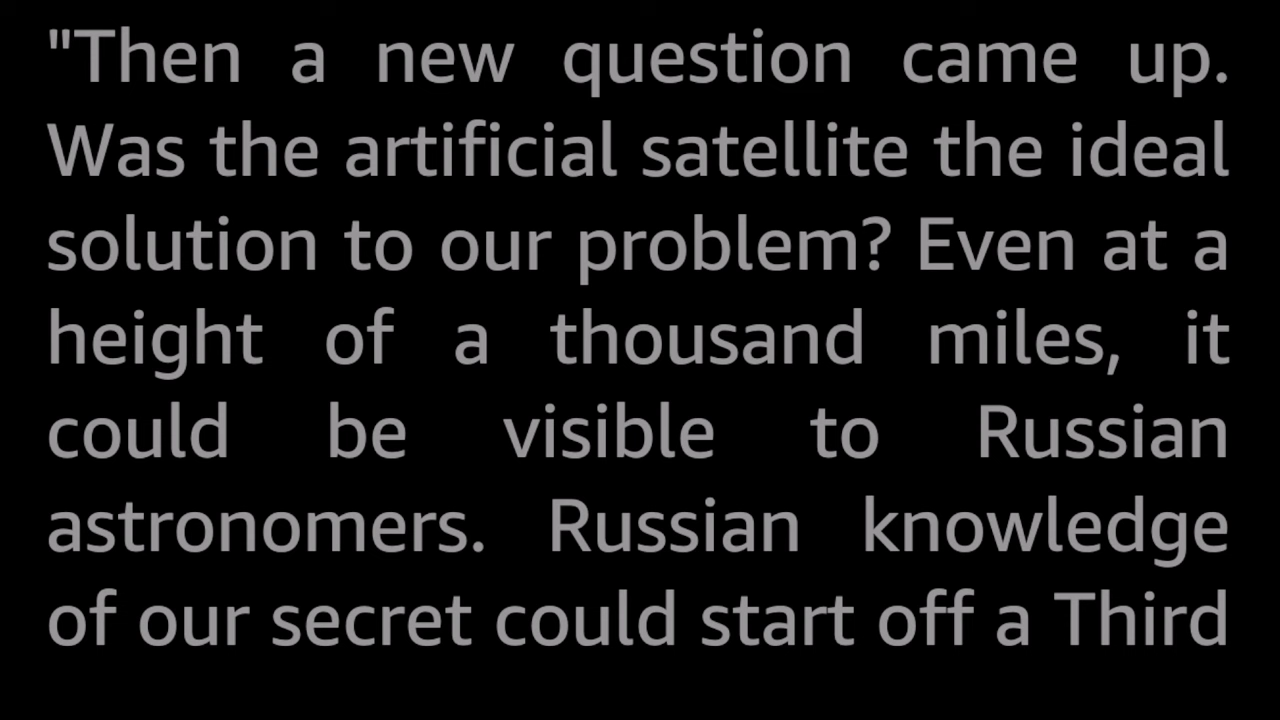 "Then a new question came up.
Was the artificial satellite the ideal
solution to our problem? Even at a
height of a thousand miles, it
could be visible to Russian
astronomers. Russian knowledge
of our secret could start off a Third